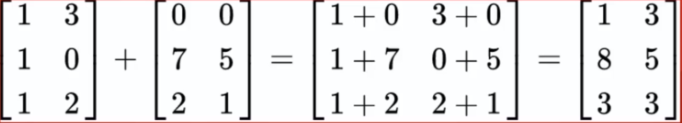 [1 3] + [0 0] = [1+0 3+0] = [1 3]
[1 0] + [7 5] = [1+7 0+5] = [8 5]
[1 2] + [2 1] = [1+2 2+1] = [3 3]